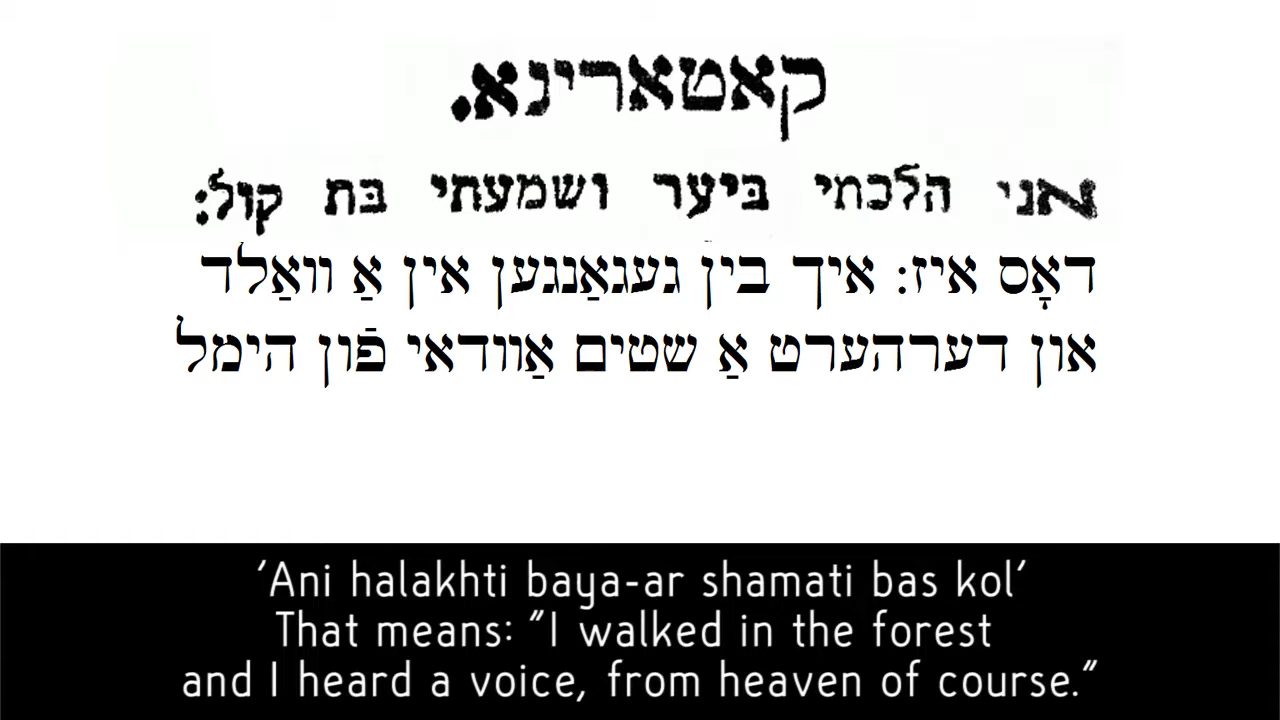 קאטארינא.
אני הלכתי ביער ושמעתי בּת קול:
דאָס איז: איך בין געגאַנגען אין אַ וואַלד
און דערהערט אַ שטים אַוודאי פֿון הימל
'Ani halakhti baya-ar shamati bas kol'
That means: "I walked in the forest
and I heard a voice, from heaven of course."